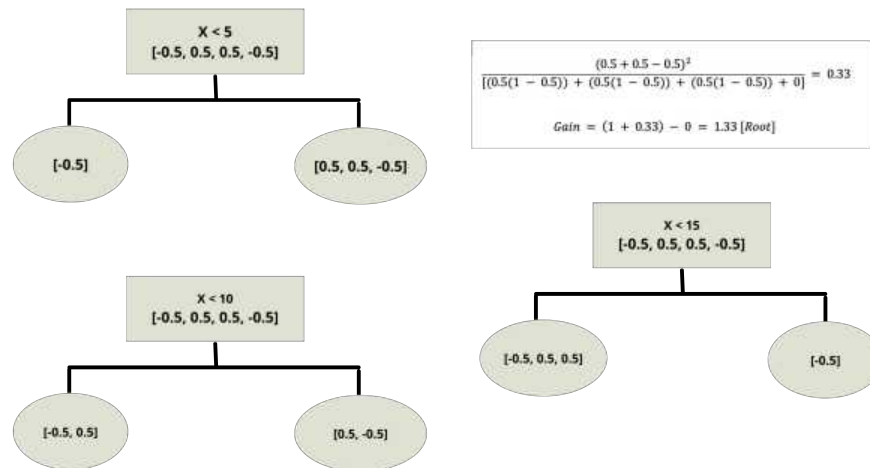 X < 5
[-0.5, 0.5, 0.5, -0.5]
[-0.5]
[0.5, 0.5, -0.5]
(0.5 + 0.5 − 0.5)²
[(0.5(1 − 0.5)) + (0.5(1 − 0.5)) + (0.5(1 − 0.5)) + 0] = 0.33
Gain = (1 + 0.33) − 0 = 1.33 [Root]
X < 15
[-0.5, 0.5, 0.5, -0.5]
[-0.5, 0.5, 0.5]
[-0.5]
X < 10
[-0.5, 0.5, 0.5, -0.5]
[-0.5, 0.5]
[0.5, -0.5]